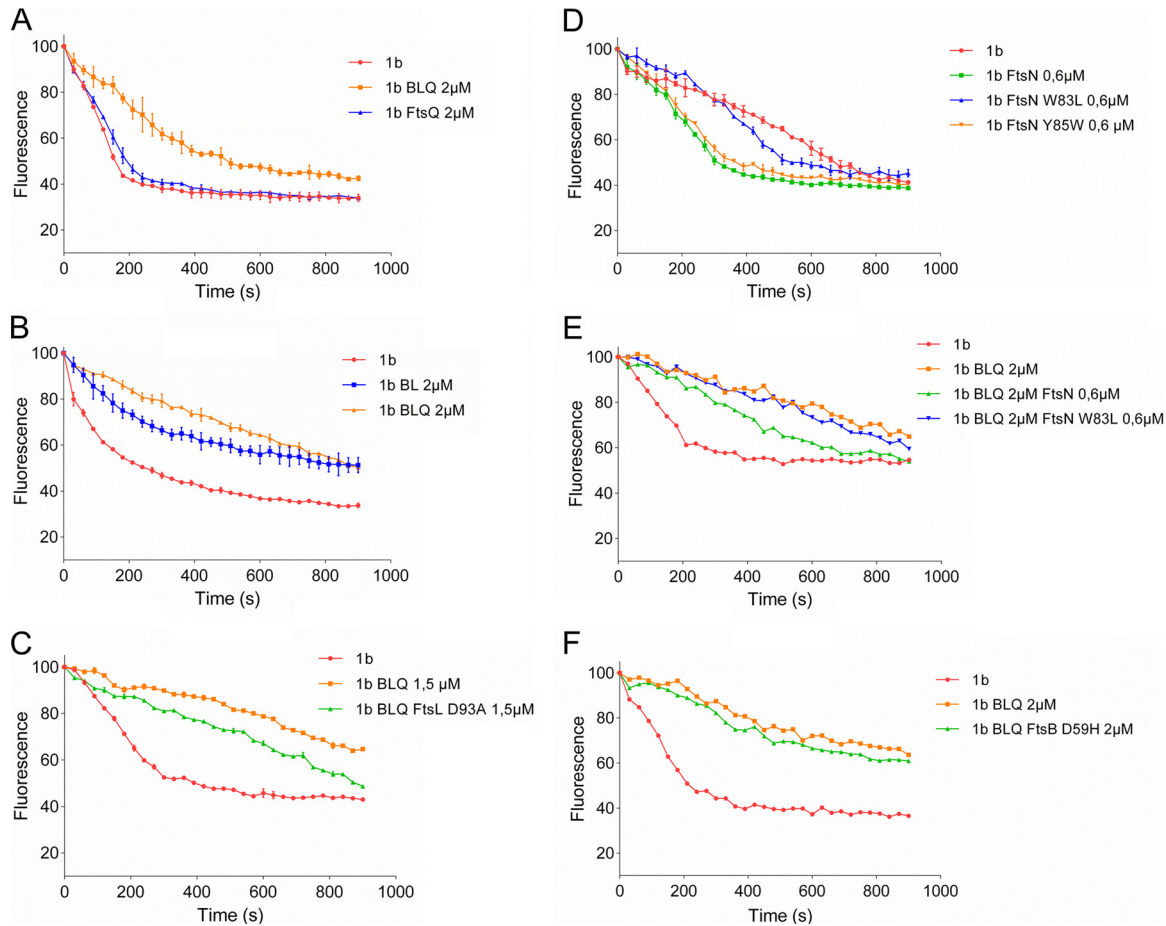 A
Fluorescence
100
80
60
40
20
0
200
400
600
800
1000
Time (s)
1b
1b BLQ 2µM
1b FtsQ 2µM
B
Fluorescence
100
80
60
40
20
0
200
400
600
800
1000
Time (s)
1b
1b BL 2µM
1b BLQ 2µM
C
Fluorescence
100
80
60
40
20
0
200
400
600
800
1000
Time (s)
1b
1b BLQ 1,5 µM
1b BLQ FtsL D93A 1,5µM
D
Fluorescence
100
80
60
40
20
0
200
400
600
800
1000
Time (s)
1b
1b FtsN 0,6µM
1b FtsN W83L 0,6µM
1b FtsN Y85W 0,6 µM
E
Fluorescence
100
80
60
40
20
0
200
400
600
800
1000
Time (s)
1b
1b BLQ 2µM
1b BLQ 2µM FtsN 0,6µM
1b BLQ 2µM FtsN W83L 0,6µM
F
Fluorescence
100
80
60
40
20
0
200
400
600
800
1000
Time (s)
1b
1b BLQ 2µM
1b BLQ FtsB D59H 2µM